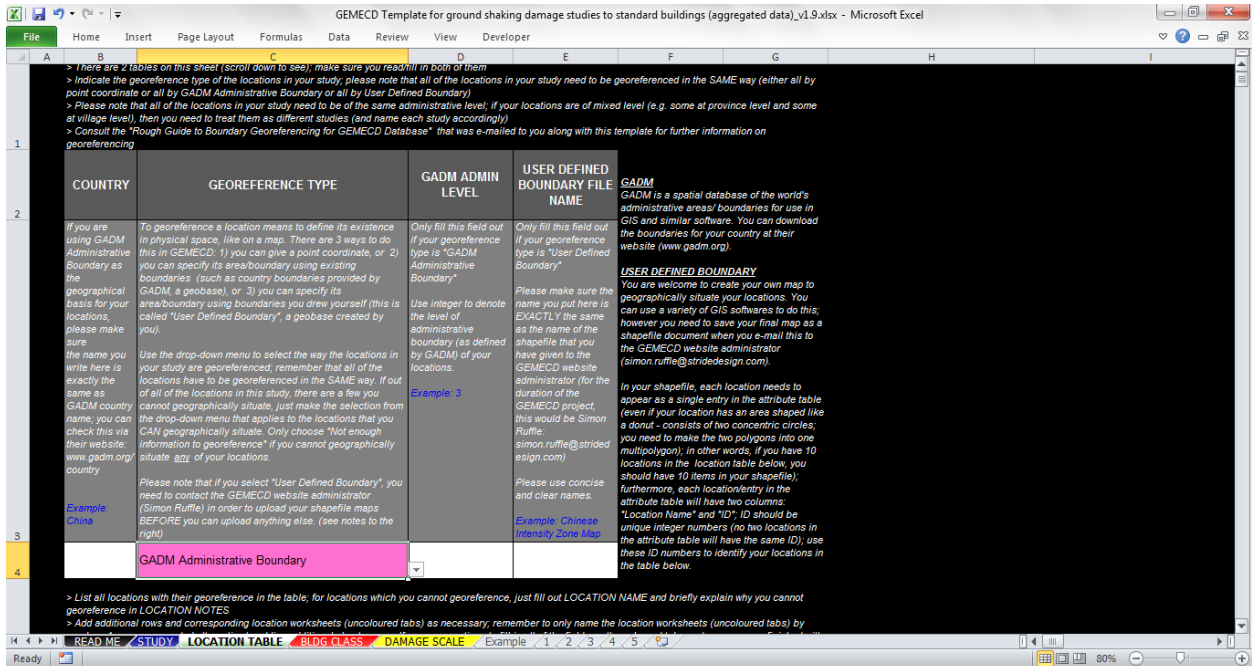 GEMECD Template for ground shaking damage studies to standard buildings (aggregated data)_v1.9.xlsx - Microsoft Excel
File Home Insert Page Layout Formulas Data Review View Developer
A B C D E F G H I
> There are 2 tables on this sheet (scroll down to see); make sure you read/fill in both of them
> Indicate the georeference type of the locations in your study; please note that all of the locations in your study need to be georeferenced in the SAME way (either all by
point coordinate or all by GADM Administrative Boundary or all by User Defined Boundary)
> Please note that all of the locations in your study need to be of the same administrative level; if your locations are of mixed level (e.g. some at province level and some
at village level), then you need to treat them as different studies (and name each study accordingly)
> Consult the "Rough Guide to Boundary Georeferencing for GEMECD Database" that was e-mailed to you along with this template for further information on
georeferencing
1
COUNTRY
GEOREFERENCE TYPE
GADM ADMIN
LEVEL
USER DEFINED
BOUNDARY FILE
NAME
2
If you are
using GADM
Administrative
Boundary as
the
geographical
basis for your
locations,
please make
sure
the name you
write here is
exactly the
same as
GADM country
name; you can
check this via
their website:
www.gadm.org/
country
Example:
China
To georeference a location means to define its existence
in physical space, like on a map. There are 3 ways to do
this in GEMECD: 1) you can give a point coordinate, or 2)
you can specify its area/boundary using existing
boundaries (such as country boundaries provided by
GADM, a geobase), or 3) you can specify its
area/boundary using boundaries you drew yourself (this is
called "User Defined Boundary", a geobase created by
you).
Use the drop-down menu to select the way the locations in
your study are georeferenced; remember that all of the
locations have to be georeferenced in the SAME way. If out
of all of the locations in this study, there are a few you
cannot geographically situate, just make the selection from
the drop-down menu that applies to the locations that you
CAN geographically situate. Only choose "Not enough
information to georeference" if you cannot geographically
situate any of your locations.
Please note that if you select "User Defined Boundary", you
need to contact the GEMECD website administrator
(Simon Ruffle) in order to upload your shapefile maps
BEFORE you can upload anything else. (see notes to the
right)
Only fill this field out
if your georeference
type is "GADM
Administrative
Boundary"
Use integer to denote
the level of
administrative
boundary (as defined
by GADM) of your
locations.
Example: 3
Only fill this field out
if your georeference
type is "User Defined
Boundary"
Please make sure the
name you put here is
EXACTLY the same
as the name of the
shapefile that you
have given to the
GEMECD website
administrator (for the
duration of the
GEMECD project,
this would be Simon
Ruffle:
simon.ruffle@strided
esign.com)
Please use concise
and clear names.
Example: Chinese
Intensity Zone Map
GADM
GADM is a spatial database of the world's
administrative areas/ boundaries for use in
GIS and similar software. You can download
the boundaries for your country at their
website (www.gadm.org).
USER DEFINED BOUNDARY
You are welcome to create your own map to
geographically situate your locations. You
can use a variety of GIS softwares to do this;
however you need to save your final map as a
shapefile document when you e-mail this to
the GEMECD website administrator
(simon.ruffle@stridedesign.com).
In your shapefile, each location needs to
appear as a single entry in the attribute table
(even if your location has an area shaped like
a donut - consists of two concentric circles;
you need to make the two polygons into one
multipolygon); in other words, if you have 10
locations in the location table below, you
should have 10 items in your shapefile);
furthermore, each location/entry in the
attribute table will have two columns:
"Location Name" and "ID"; ID should be
unique integer numbers (no two locations in
the attribute table will have the same ID); use
these ID numbers to identify your locations in
the table below.
3
GADM Administrative Boundary
4
> List all locations with their georeference in the table; for locations which you cannot georeference, just fill out LOCATION NAME and briefly explain why you cannot
georeference in LOCATION NOTES
> Add additional rows and corresponding location worksheets (uncoloured tabs) as necessary; remember to only name the location worksheets (uncoloured tabs) by
READ ME STUDY LOCATION TABLE BLDG CLASS DAMAGE SCALE Example 1 2 3 4 5
Ready 80%